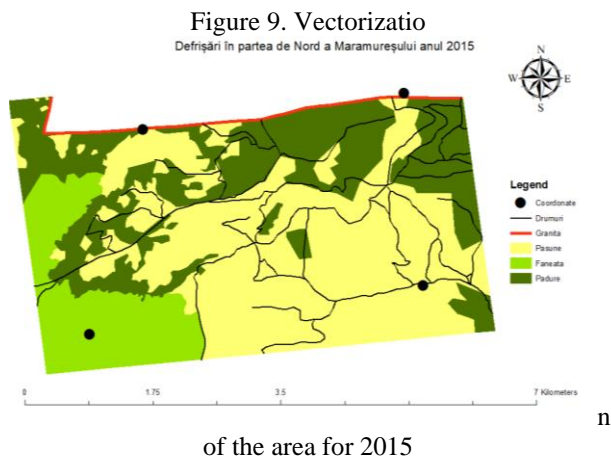 Figure 9. Vectorizatio
Defrișări în partea de Nord a Maramureșului anul 2015
N
W E
S
Legend
Coordonate
Drumuri
Granita
Pasune
Faneata
Padure
0 1.75 3.5 7 Kilometers
n
of the area for 2015